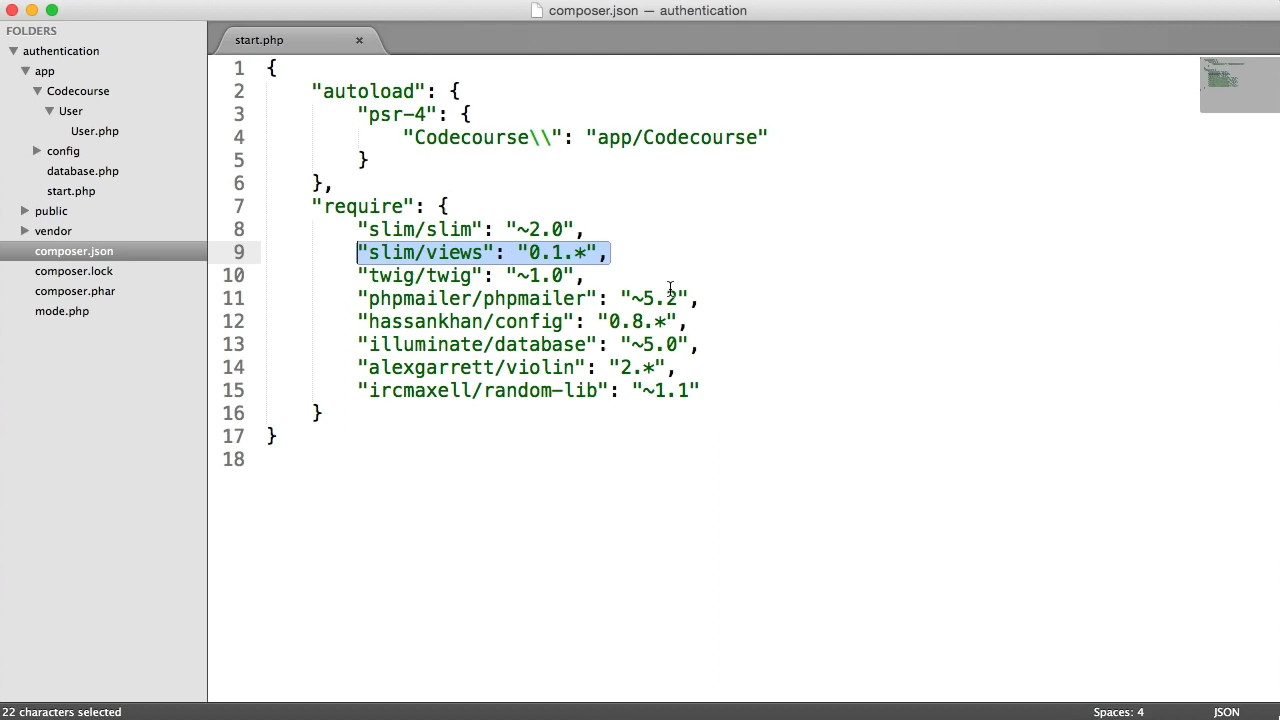 composer.json — authentication
FOLDERS
authentication
app
Codecourse
User
User.php
config
database.php
start.php
public
vendor
composer.json
composer.lock
composer.phar
mode.php
start.php ×
1 {
2 "autoload": {
3 "psr-4": {
4 "Codecourse\\": "app/Codecourse"
5 }
6 },
7 "require": {
8 "slim/slim": "~2.0",
9 "slim/views": "0.1.*",
10 "twig/twig": "~1.0",
11 "phpmailer/phpmailer": "~5.2",
12 "hassankhan/config": "0.8.*",
13 "illuminate/database": "~5.0",
14 "alexgarrett/violin": "2.*",
15 "ircmaxell/random-lib": "~1.1"
16 }
17 }
18
22 characters selected
Spaces: 4
JSON